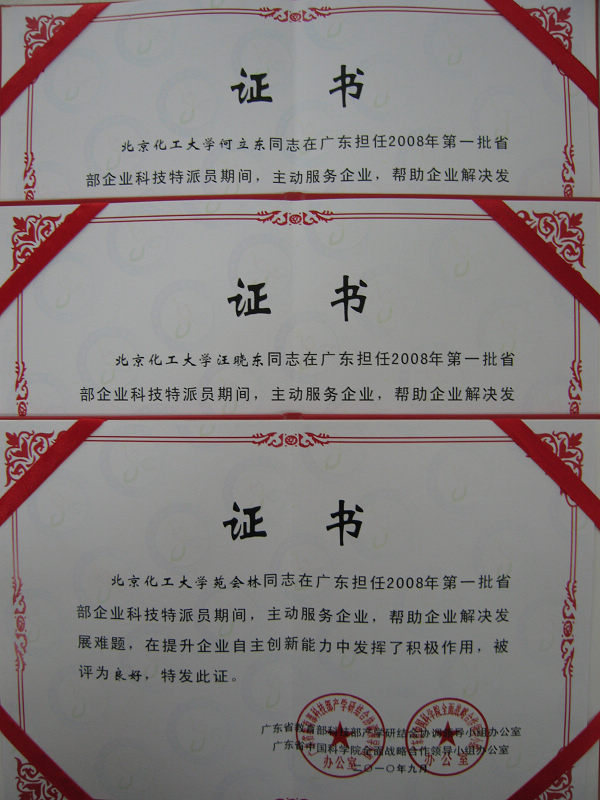 证 书
北京化工大学何立东同志在广东担任2008年第一批省
部企业科技特派员期间，主动服务企业，帮助企业解决发
证 书
北京化工大学汪晓东同志在广东担任2008年第一批省
部企业科技特派员期间，主动服务企业，帮助企业解决发
证 书
北京化工大学苑会林同志在广东担任2008年第一批省
部企业科技特派员期间，主动服务企业，帮助企业解决发
展难题，在提升企业自主创新能力中发挥了积极作用，被
评为良好，特发此证。
广东省教育部科技部产学研结合协调领导小组办公室
广东省中国科学院全面战略合作领导小组办公室
二〇一〇年九月
办公室
办公室